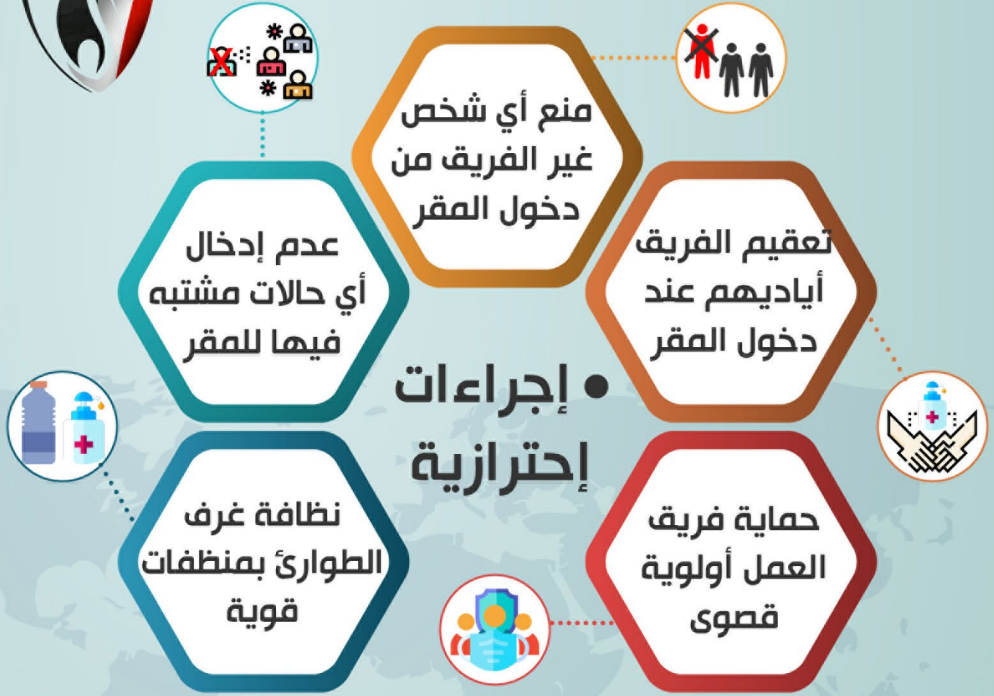 منع أي شخص
غير الفريق من
دخول المقر
تعقيم الفريق
أياديهم عند
دخول المقر
عدم إدخال
أي حالات مشتبه
فيها للمقر
• إجراءات
إحترازية
حماية فريق
العمل أولوية
قصوى
نظافة غرف
الطوارئ بمنظفات
قوية